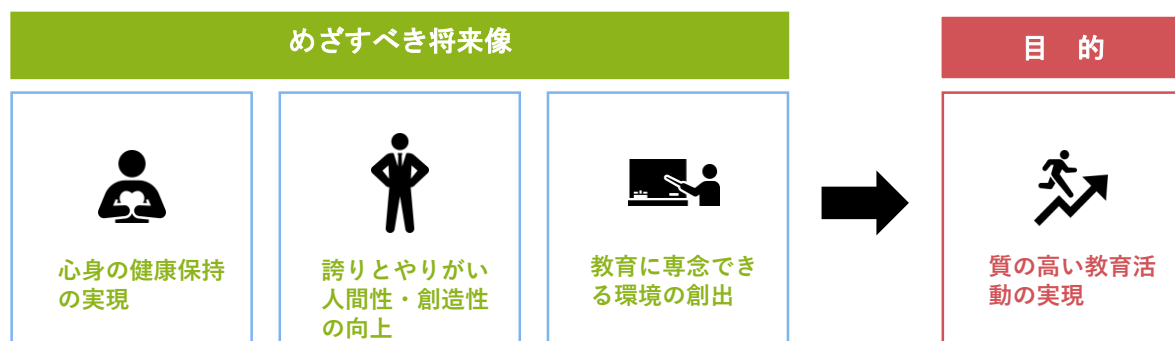 めざすべき将来像
目　的
心身の健康保持
の実現
誇りとやりがい
人間性・創造性
の向上
教育に専念でき
る環境の創出
質の高い教育活
動の実現